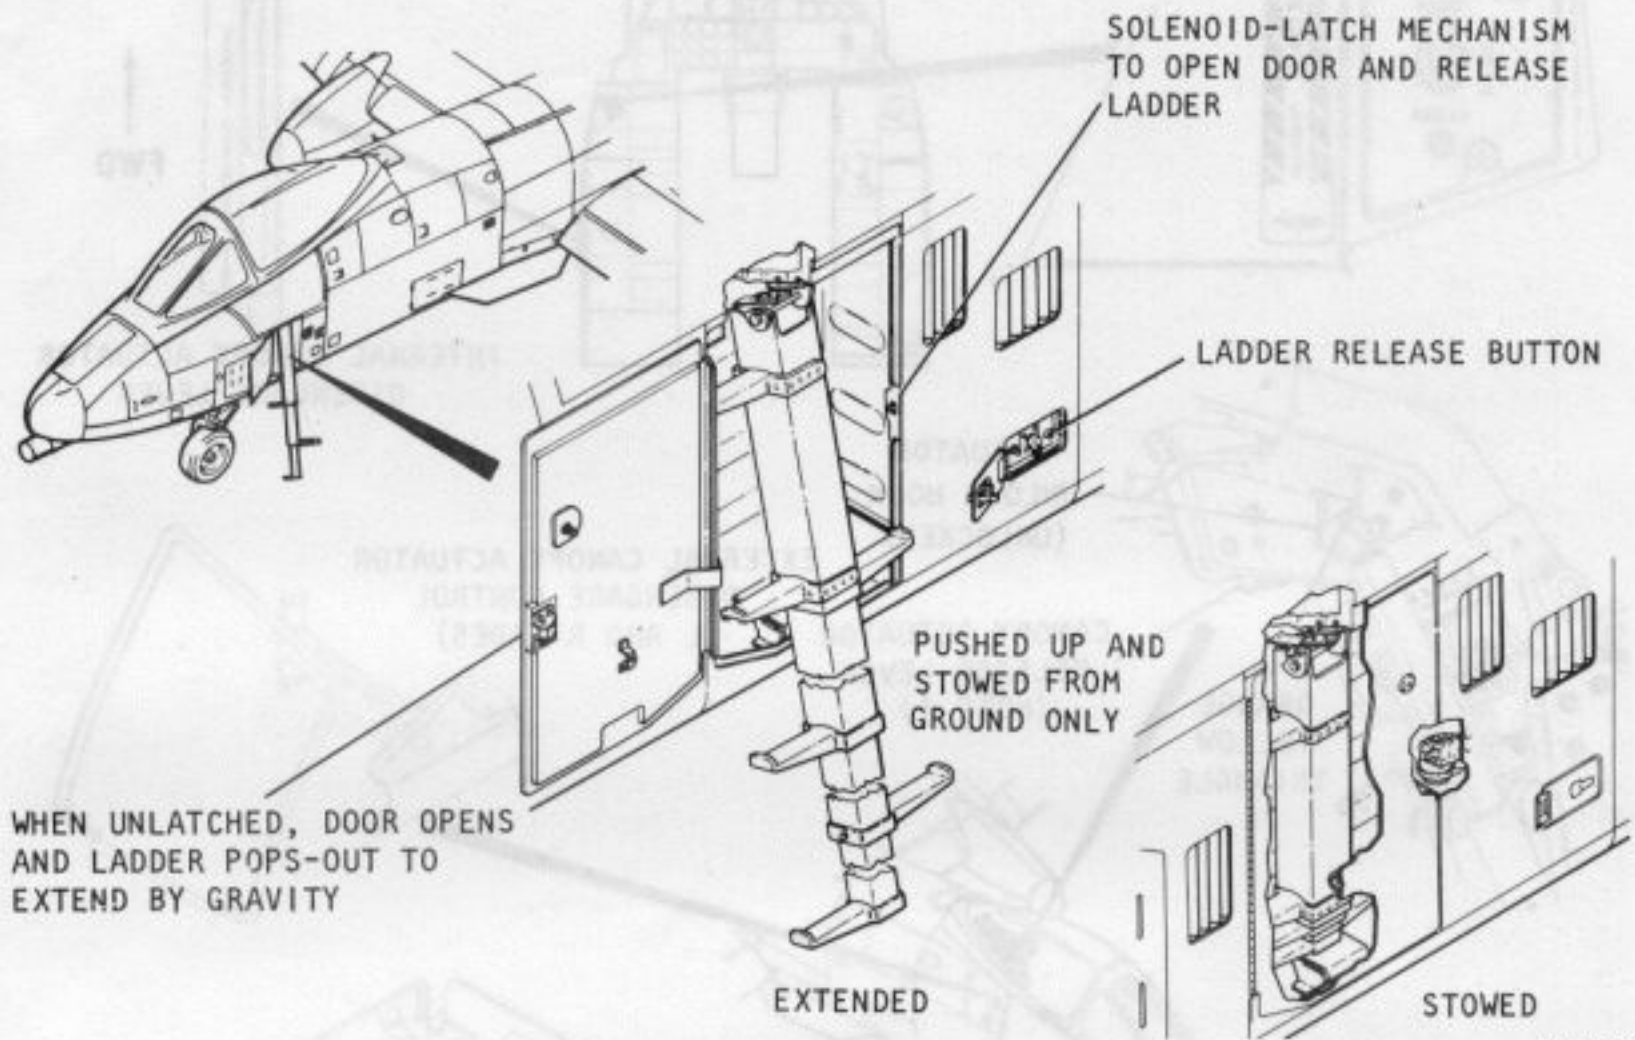 SOLENOID-LATCH MECHANISM
TO OPEN DOOR AND RELEASE
LADDER
FWD
LADDER RELEASE BUTTON
PUSHED UP AND
STOWED FROM
GROUND ONLY
WHEN UNLATCHED, DOOR OPENS
AND LADDER POPS-OUT TO
EXTEND BY GRAVITY
EXTENDED
STOWED